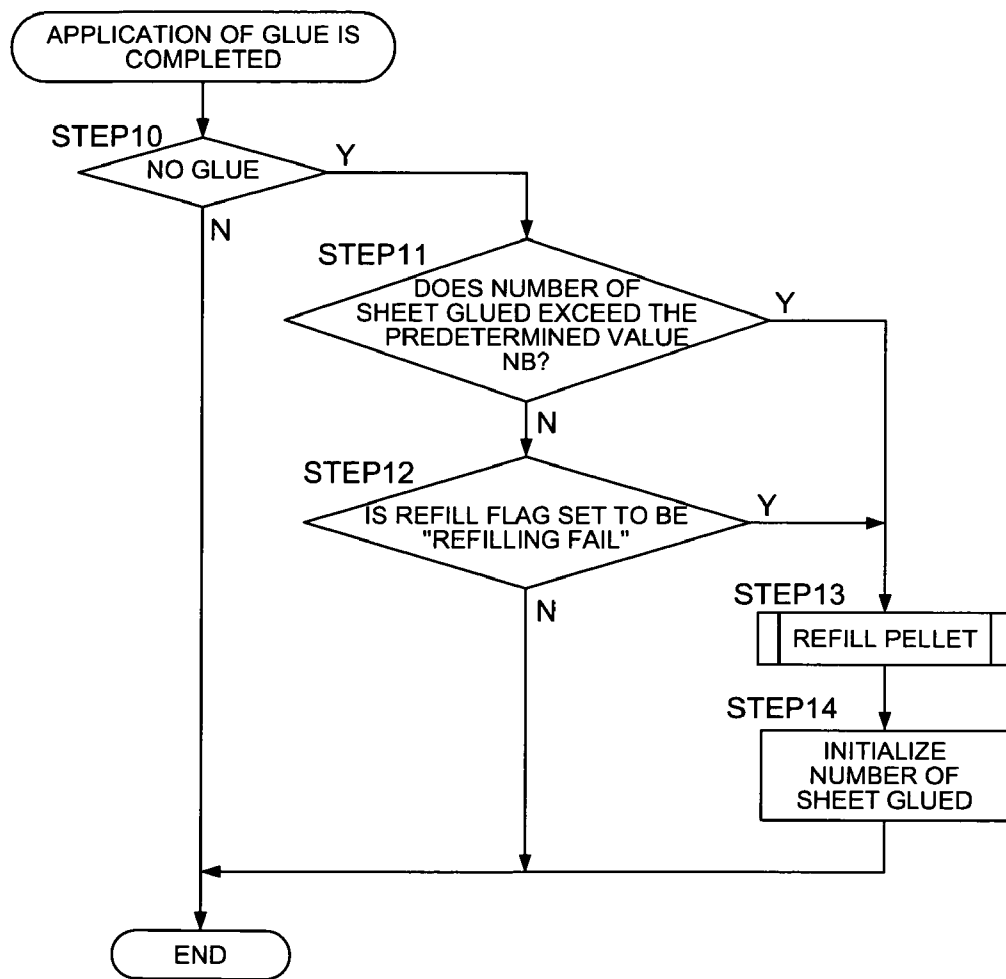 APPLICATION OF GLUE IS
COMPLETED
STEP10
NO GLUE
Y
N
STEP11
DOES NUMBER OF
SHEET GLUED EXCEED THE
PREDETERMINED VALUE
NB?
Y
N
STEP12
IS REFILL FLAG SET TO BE
"REFILLING FAIL"
Y
N
STEP13
REFILL PELLET
STEP14
INITIALIZE
NUMBER OF
SHEET GLUED
END